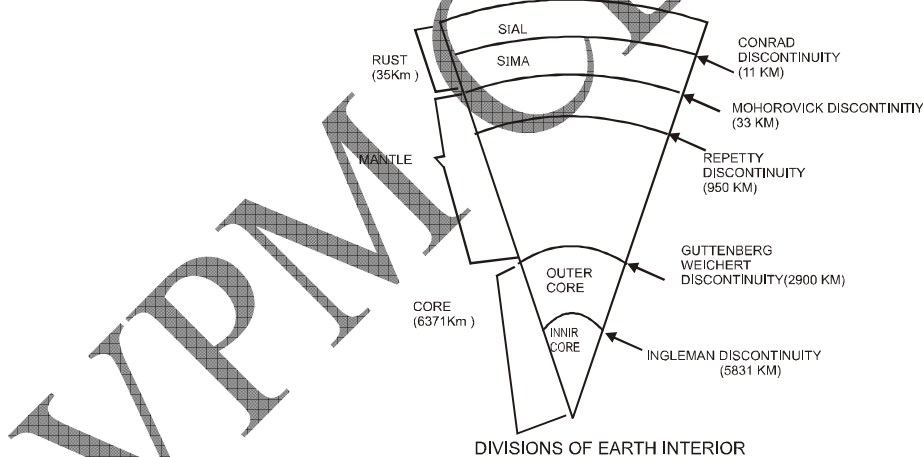 SIAL
SIMA
RUST
(35Km )
CONRAD
DISCONTINUITY
(11 KM)
MOHOROVICK DISCONTINITIY
(33 KM)
MANTLE
REPETTY
DISCONTINUITY
(950 KM)
GUTTENBERG
WEICHERT
DISCONTINUITY(2900 KM)
OUTER
CORE
CORE
(6371Km )
INNIR
CORE
INGLEMAN DISCONTINUITY
(5831 KM)
DIVISIONS OF EARTH INTERIOR
VPM